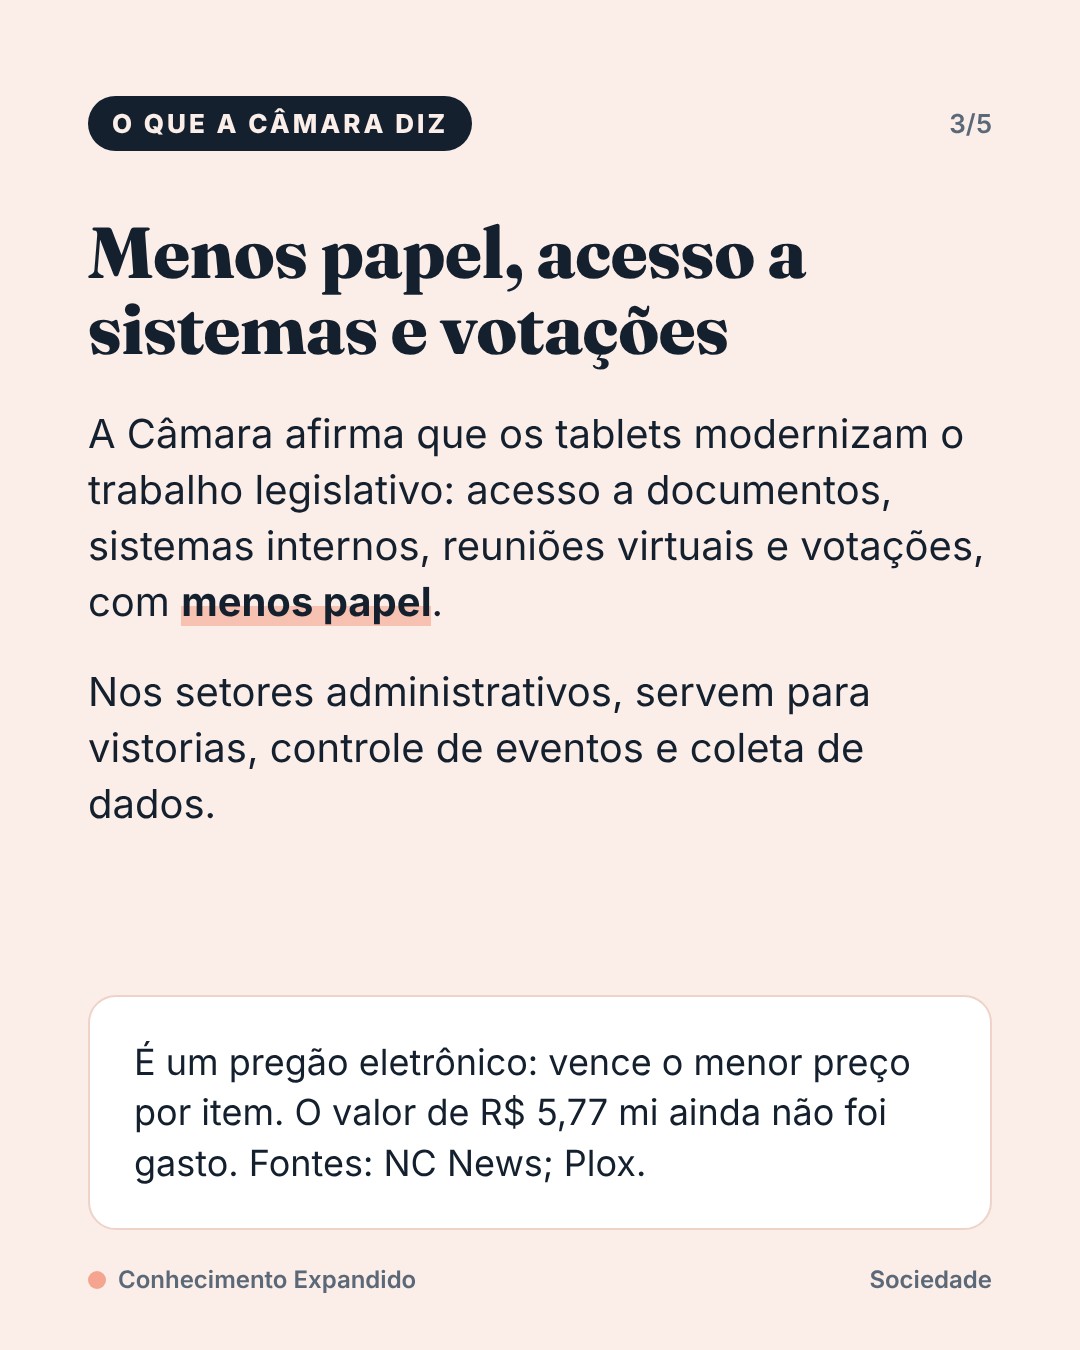 O QUE A CÂMARA DIZ
3/5
Menos papel, acesso a
sistemas e votações
A Câmara afirma que os tablets modernizam o
trabalho legislativo: acesso a documentos,
sistemas internos, reuniões virtuais e votações,
com menos papel.
Nos setores administrativos, servem para
vistorias, controle de eventos e coleta de
dados.
É um pregão eletrônico: vence o menor preço
por item. O valor de R$ 5,77 mi ainda não foi
gasto. Fontes: NC News; Plox.
Conhecimento Expandido
Sociedade